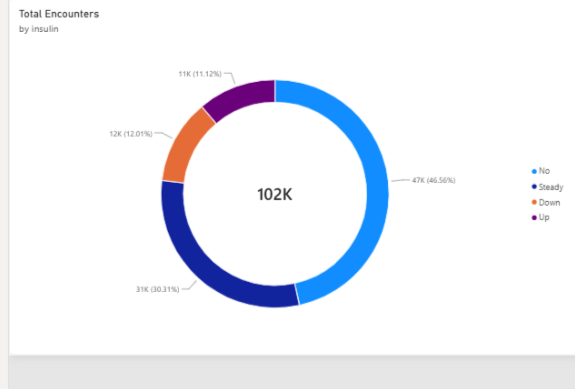 Total Encounters
by insulin
11K (11.12%)
12K (12.01%)
47K (46.56%)
102K
31K (30.31%)
No
Steady
Down
Up